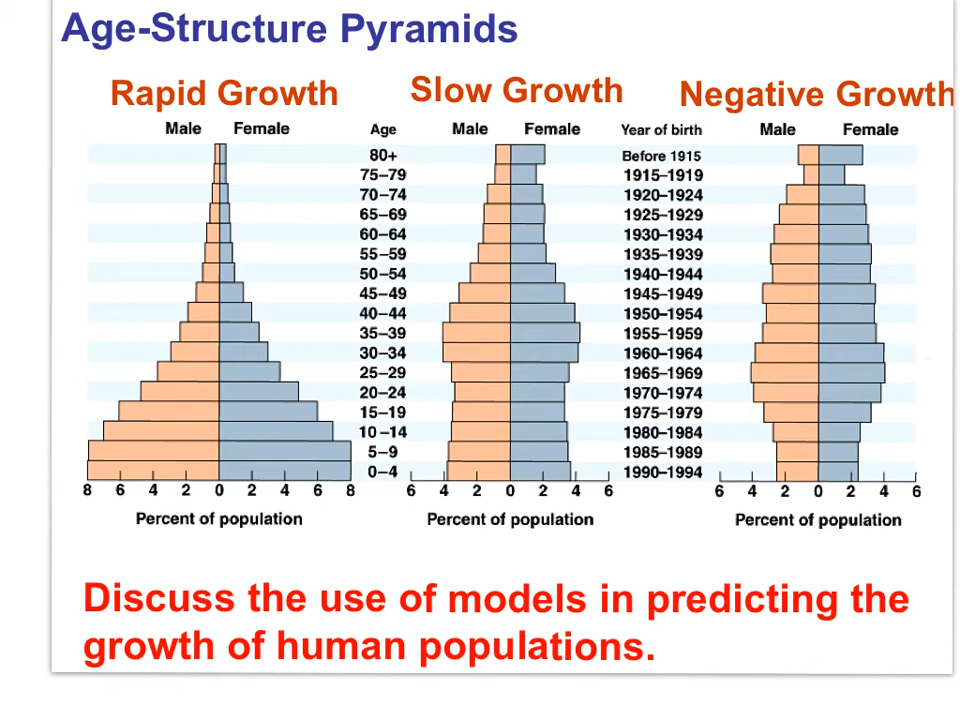 Age-Structure Pyramids
Rapid Growth Slow Growth Negative Growth
Male Female Age Male Female Year of birth Male Female
80+ Before 1915
75–79 1915–1919
70–74 1920–1924
65–69 1925–1929
60–64 1930–1934
55–59 1935–1939
50–54 1940–1944
45–49 1945–1949
40–44 1950–1954
35–39 1955–1959
30–34 1960–1964
25–29 1965–1969
20–24 1970–1974
15–19 1975–1979
10–14 1980–1984
5–9 1985–1989
0–4 1990–1994
8 6 4 2 0 2 4 6 8 6 4 2 0 2 4 6 6 4 2 0 2 4 6
Percent of population Percent of population Percent of population
Discuss the use of models in predicting the
growth of human populations.